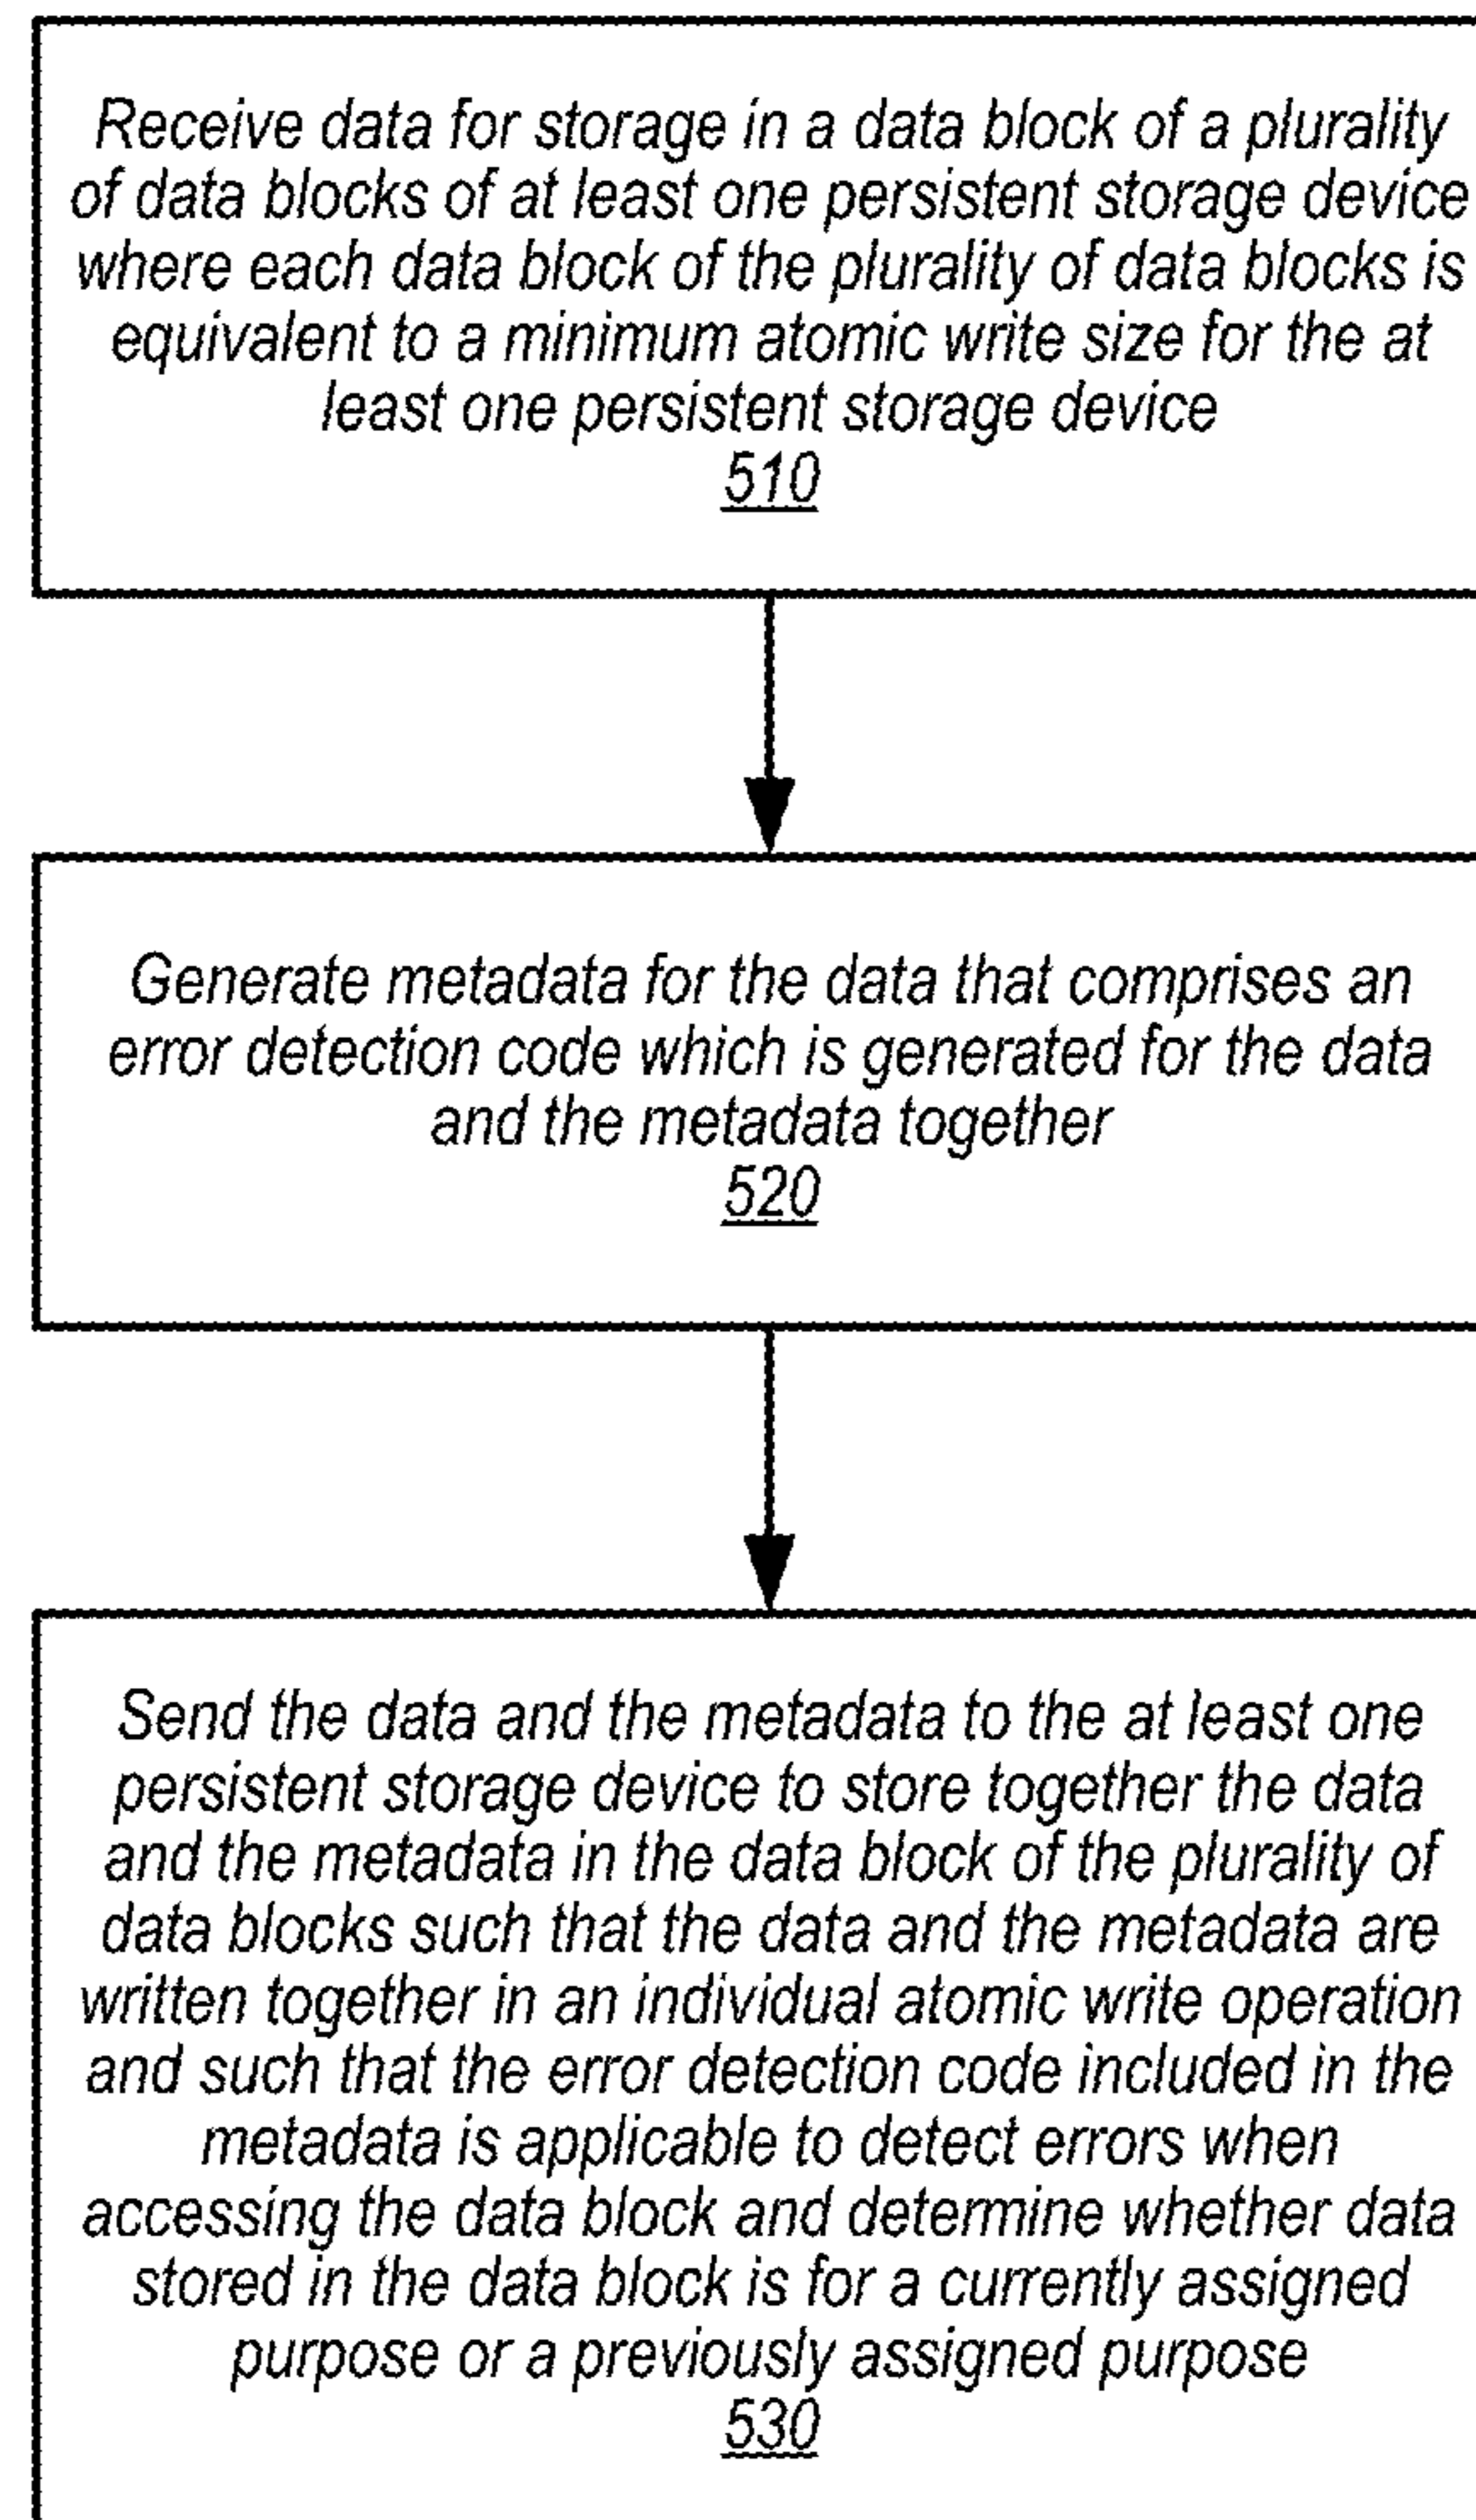 Receive data for storage in a data block of a plurality
of data blocks of at least one persistent storage device
where each data block of the plurality of data blocks is
equivalent to a minimum atomic write size for the at
least one persistent storage device
510
Generate metadata for the data that comprises an
error detection code which is generated for the data
and the metadata together
520
Send the data and the metadata to the at least one
persistent storage device to store together the data
and the metadata in the data block of the plurality of
data blocks such that the data and the metadata are
written together in an individual atomic write operation
and such that the error detection code included in the
metadata is applicable to detect errors when
accessing the data block and determine whether data
stored in the data block is for a currently assigned
purpose or a previously assigned purpose
530